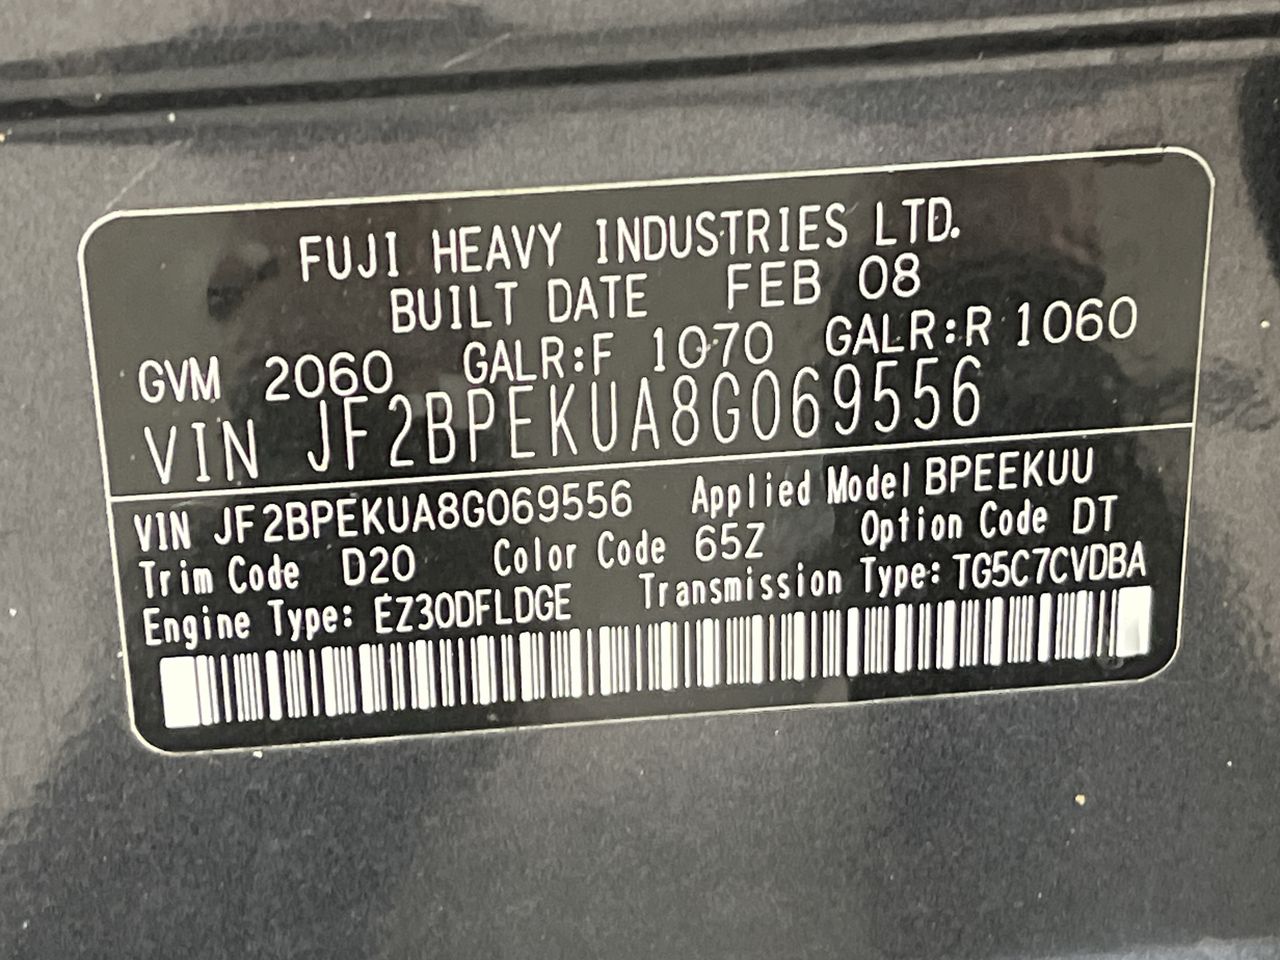 FUJI HEAVY INDUSTRIES LTD.
BUILT DATE FEB 08
GVM 2060 GALR:F 1070 GALR:R 1060
VIN JF2BPEKUA8G069556
VIN JF2BPEKUA8G069556 Applied Model BPEEKUU
Trim Code D20 Color Code 65Z Option Code DT
Engine Type: EZ30DFLDGE Transmission Type: TG5C7CVDBA